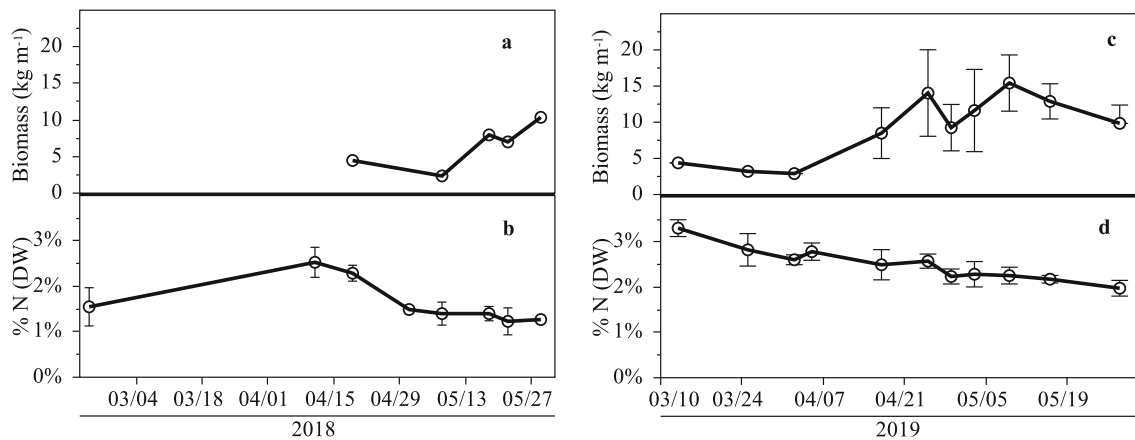 a
Biomass (kg m⁻¹)
20
15
10
5
0
b
% N (DW)
3%
2%
1%
0%
03/04 03/18 04/01 04/15 04/29 05/13 05/27
2018
c
Biomass (kg m⁻¹)
20
15
10
5
0
d
% N (DW)
3%
2%
1%
0%
03/10 03/24 04/07 04/21 05/05 05/19
2019